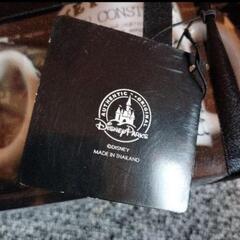 CONST
AUTHENTIC ORIGINAL
Disney PARKS
©DISNEY
MADE IN THAILAND